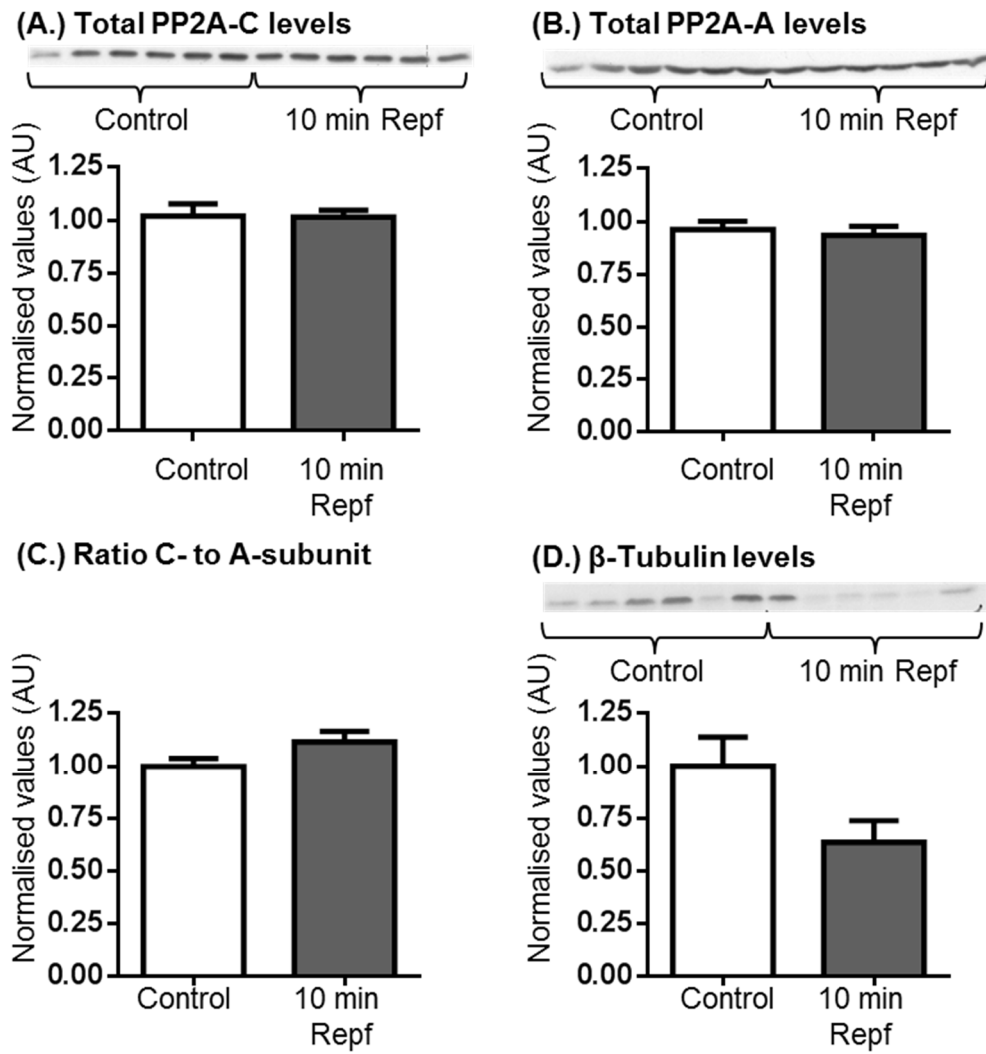 (A.) Total PP2A-C levels
Control
10 min Repf
Normalised values (AU)
1.25
1.00
0.75
0.50
0.25
0.00
Control
10 min
Repf
(B.) Total PP2A-A levels
Control
10 min Repf
Normalised values (AU)
1.25
1.00
0.75
0.50
0.25
0.00
Control
10 min
Repf
(C.) Ratio C- to A-subunit
Normalised values (AU)
1.25
1.00
0.75
0.50
0.25
0.00
Control
10 min
Repf
(D.) β-Tubulin levels
Control
10 min Repf
Normalised values (AU)
1.25
1.00
0.75
0.50
0.25
0.00
Control
10 min
Repf